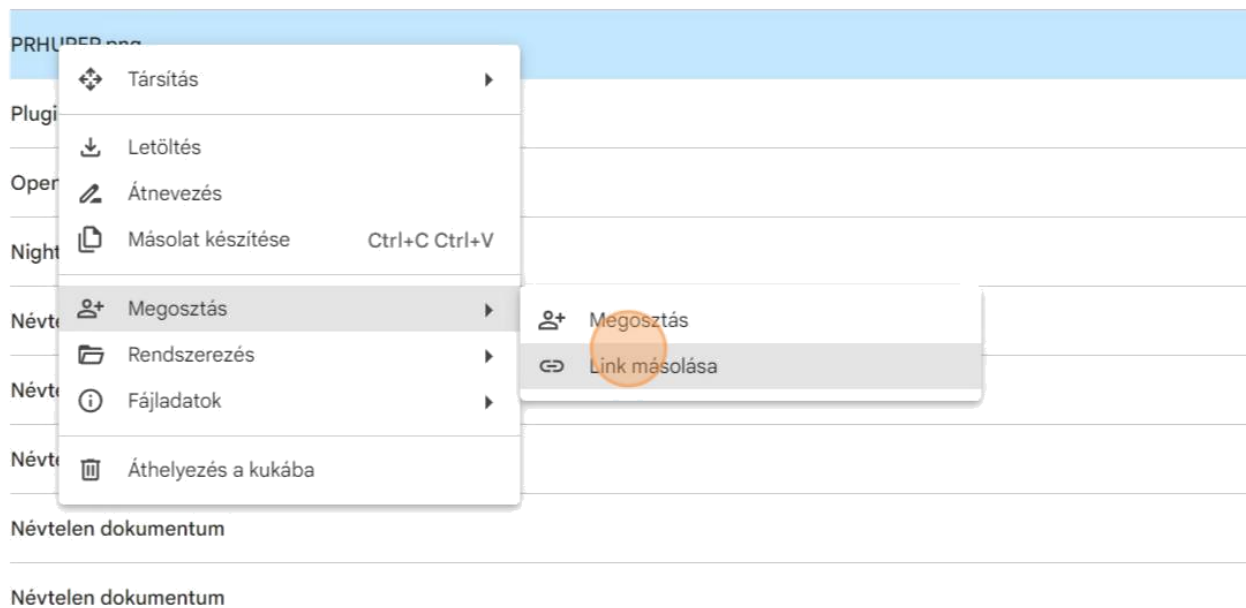 Társítás
Plugi
Letöltés
Open
Átnevezés
Másolat készítése Ctrl+C Ctrl+V
Night
Megosztás
Megosztás
Névte
Rendszerezés
Link másolása
Névte
Fájladatok
Névte
Áthelyezés a kukába
Névtelen dokumentum
Névtelen dokumentum